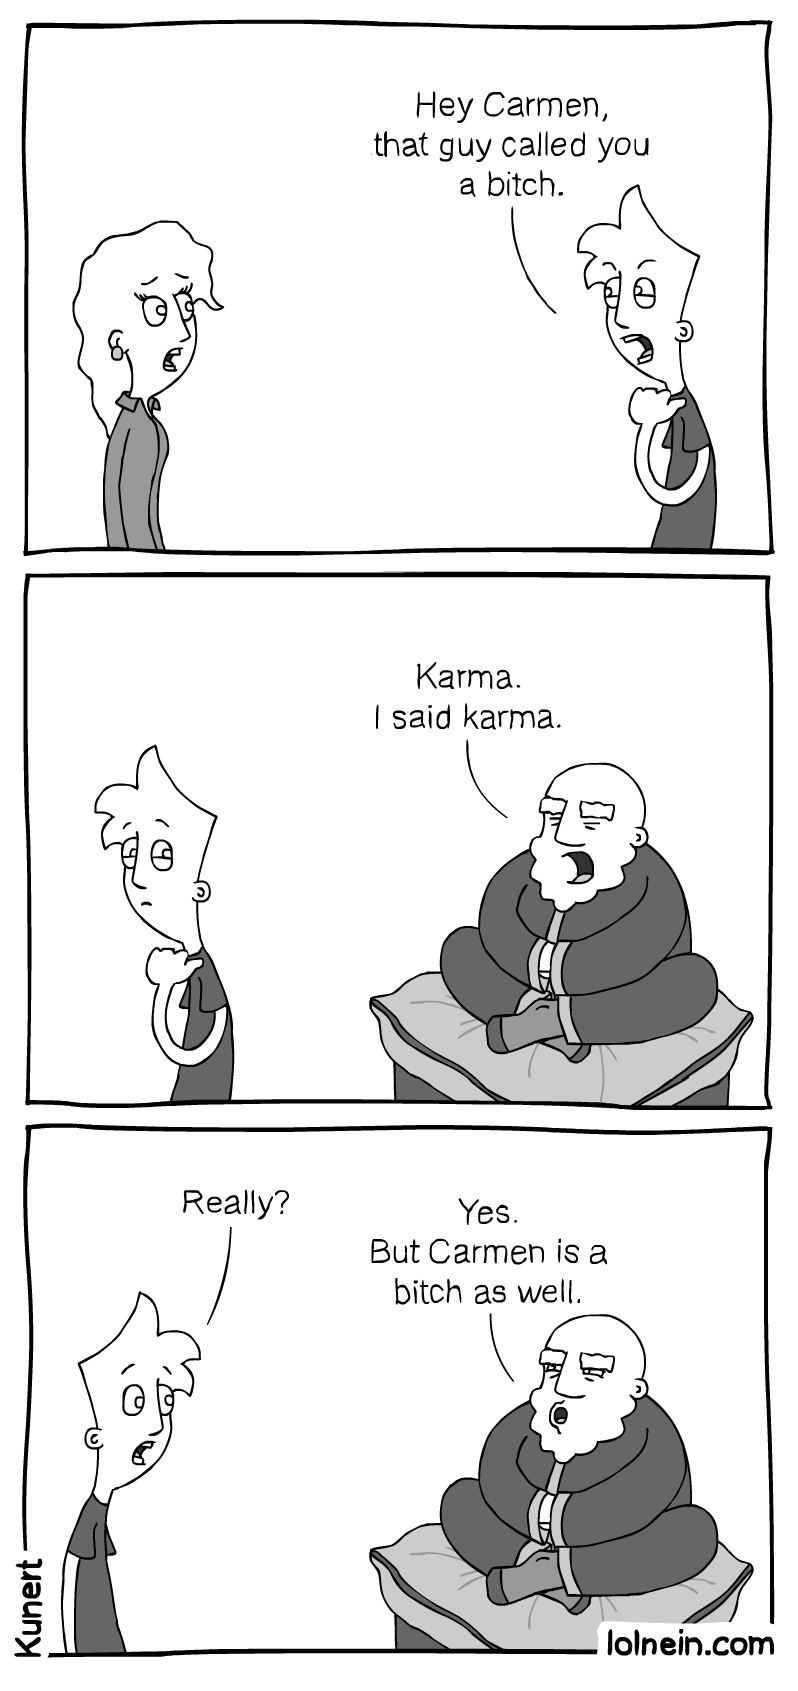 Hey Carmen,
that guy called you
a bitch.
Karma.
I said karma.
Really?
Yes.
But Carmen is a
bitch as well.
Kunert
lolnein.com